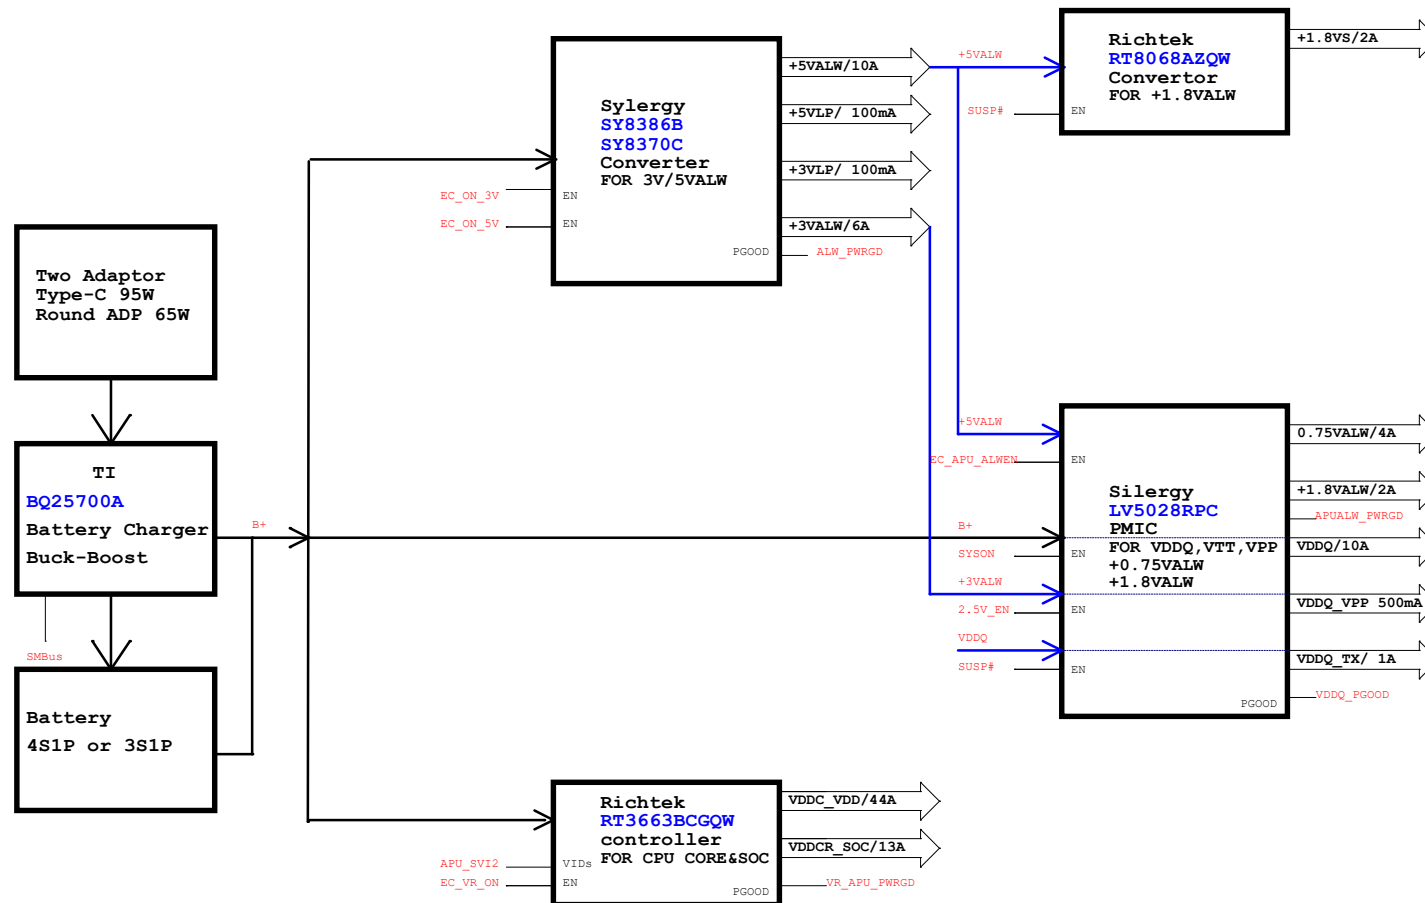 Two Adaptor
Type-C 95W
Round ADP 65W
TI
BQ25700A
Battery Charger
Buck-Boost
SMBus
B+
Battery
4S1P or 3S1P
Sylergy
SY8386B
SY8370C
Converter
FOR 3V/5VALW
EC_ON_3V
EN
EC_ON_5V
EN
PGOOD
ALW_PWRGD
+5VALW/10A
+5VLP/ 100mA
+3VLP/ 100mA
+3VALW/6A
+5VALW
SUSP#
EN
Richtek
RT8068AZQW
Convertor
FOR +1.8VALW
+1.8VS/2A
+5VALW
EC_APU_ALWEN
EN
B+
SYSON
EN
+3VALW
2.5V_EN
EN
VDDQ
SUSP#
EN
Silergy
LV5028RPC
PMIC
FOR VDDQ,VTT,VPP
+0.75VALW
+1.8VALW
PGOOD
0.75VALW/4A
+1.8VALW/2A
APUALW_PWRGD
VDDQ/10A
VDDQ_VPP 500mA
VDDQ_TX/ 1A
VDDQ_PGOOD
Richtek
RT3663BCGQW
controller
FOR CPU CORE&SOC
APU_SVI2
VIDs
EC_VR_ON
EN
PGOOD
VR_APU_PWRGD
VDDC_VDD/44A
VDDCR_SOC/13A